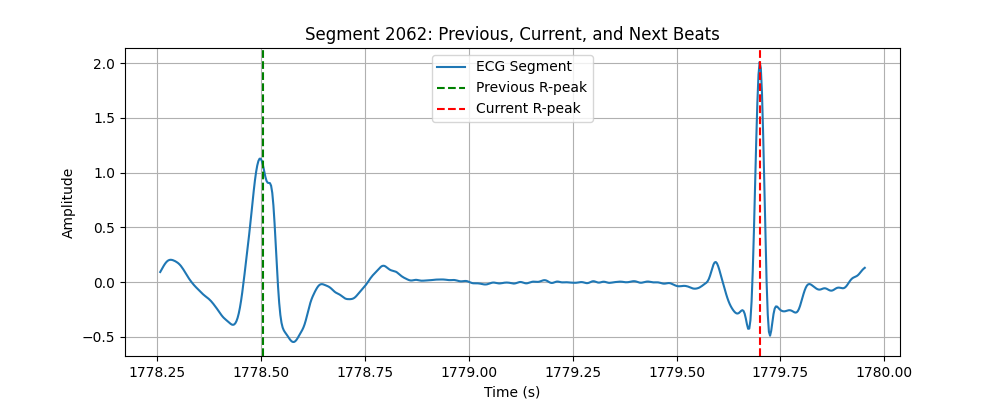 Segment 2062: Previous, Current, and Next Beats
ECG Segment
Previous R-peak
Current R-peak
Amplitude
2.0
1.5
1.0
0.5
0.0
−0.5
1778.25 1778.50 1778.75 1779.00 1779.25 1779.50 1779.75 1780.00
Time (s)